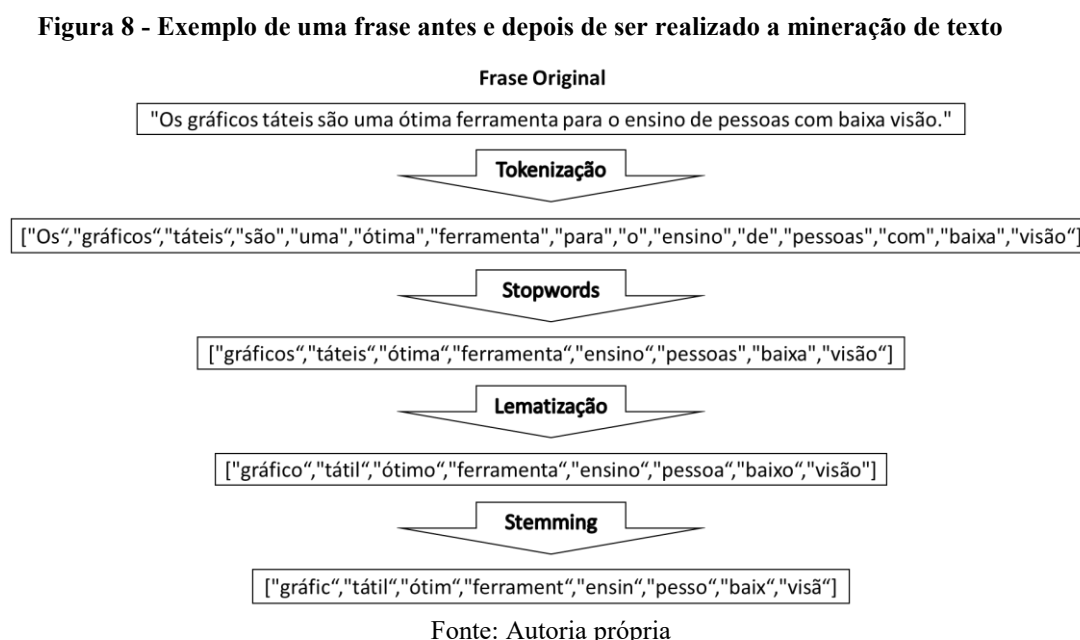 Figura 8 - Exemplo de uma frase antes e depois de ser realizado a mineração de texto
Frase Original
"Os gráficos táteis são uma ótima ferramenta para o ensino de pessoas com baixa visão."
Tokenização
["Os“,"gráficos“,"táteis“,"são","uma","ótima","ferramenta","para","o","ensino","de","pessoas","com","baixa","visão“]
Stopwords
["gráficos“,"táteis“,"ótima“,"ferramenta“,"ensino“,"pessoas","baixa","visão“]
Lematização
["gráfico“,"tátil“,"ótimo“,"ferramenta“,"ensino“,"pessoa“,"baixo“,"visão"]
Stemming
["gráfic“,"tátil“,"ótim“,"ferrament“,"ensin“,"pesso“,"baix“,"visã“]
Fonte: Autoria própria